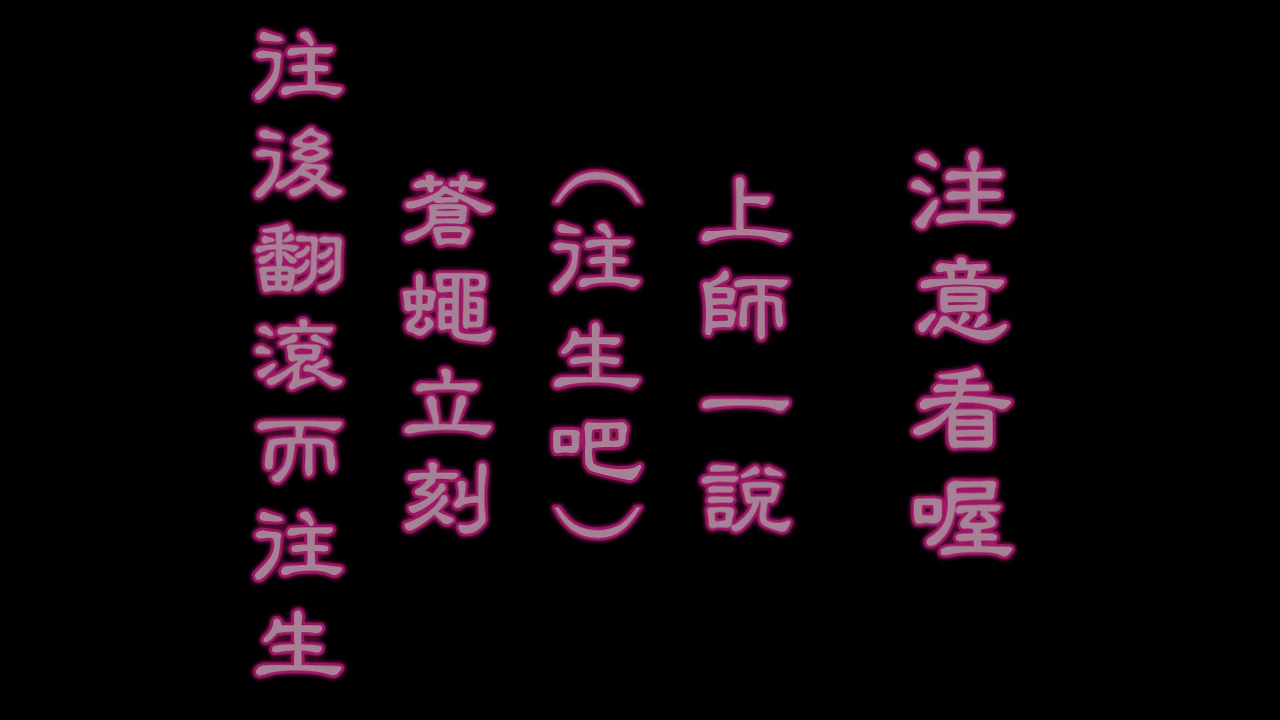 注意看喔
上師一說
（往生吧）
蒼蠅立刻
往後翻滾而往生